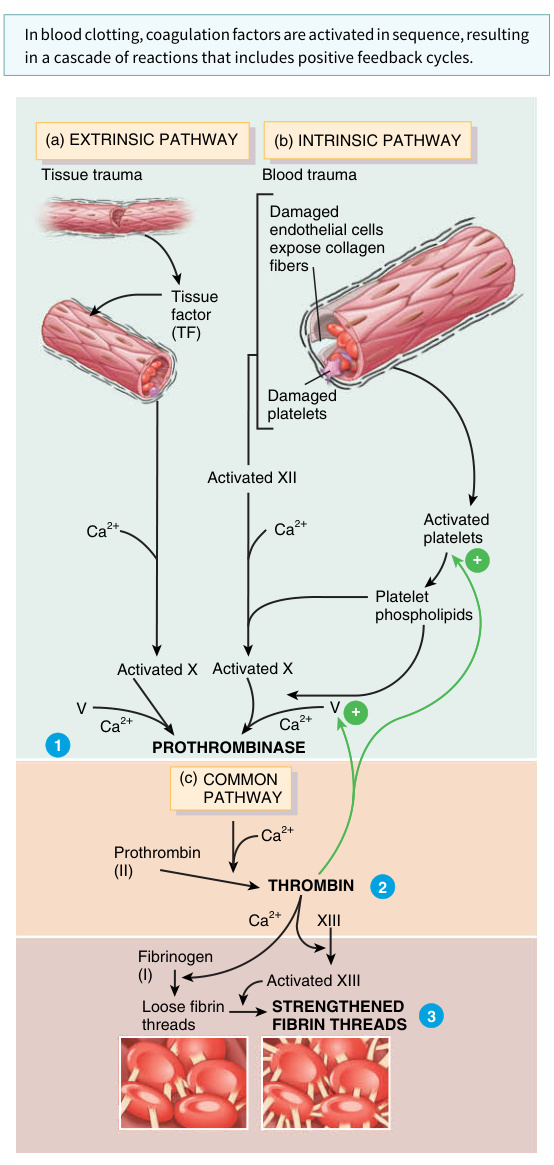 In blood clotting, coagulation factors are activated in sequence, resulting
in a cascade of reactions that includes positive feedback cycles.
(a) EXTRINSIC PATHWAY
(b) INTRINSIC PATHWAY
Tissue trauma
Blood trauma
Damaged
endothelial cells
expose collagen
fibers
Tissue
factor
(TF)
Damaged
platelets
Activated XII
Ca2+
Ca2+
Activated
platelets
+
Platelet
phospholipids
Activated X
Activated X
V
Ca2+
Ca2+
V
+
1
PROTHROMBINASE
(c) COMMON
PATHWAY
Ca2+
Prothrombin
(II)
THROMBIN
2
Ca2+
XIII
Fibrinogen
(I)
Activated XIII
Loose fibrin
threads
STRENGTHENED
FIBRIN THREADS
3